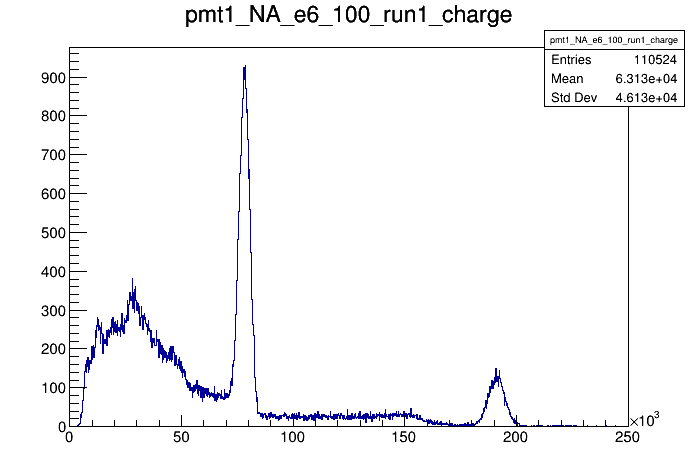 pmt1_NA_e6_100_run1_charge
pmt1_NA_e6_100_run1_charge
Entries 110524
Mean 6.313e+04
Std Dev 4.613e+04
900
800
700
600
500
400
300
200
100
0
0 50 100 150 200 250
×10³